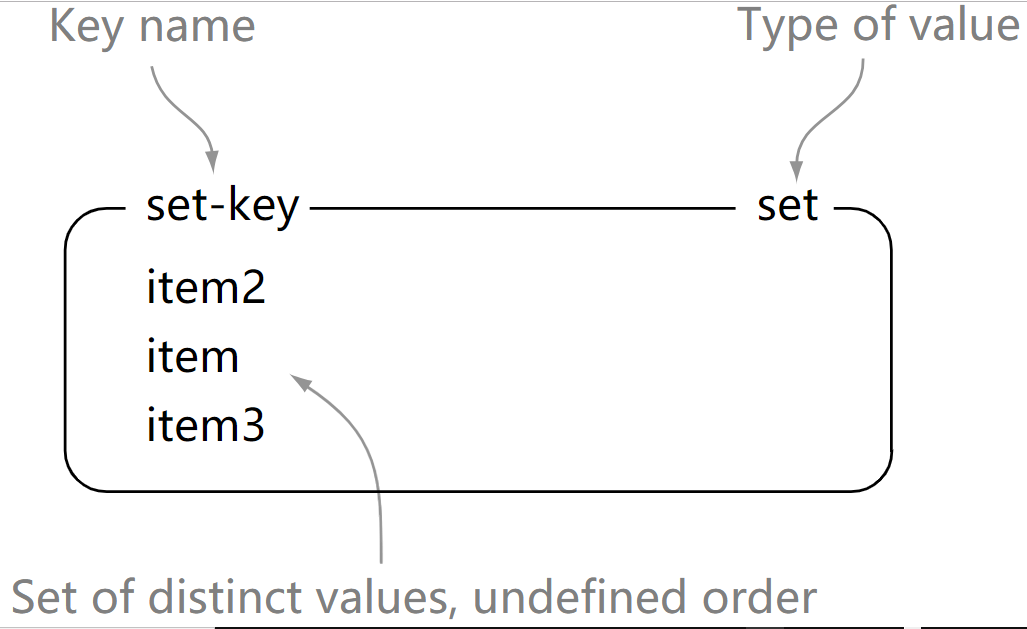 Key name
Type of value
set-key
set
item2
item
item3
Set of distinct values, undefined order